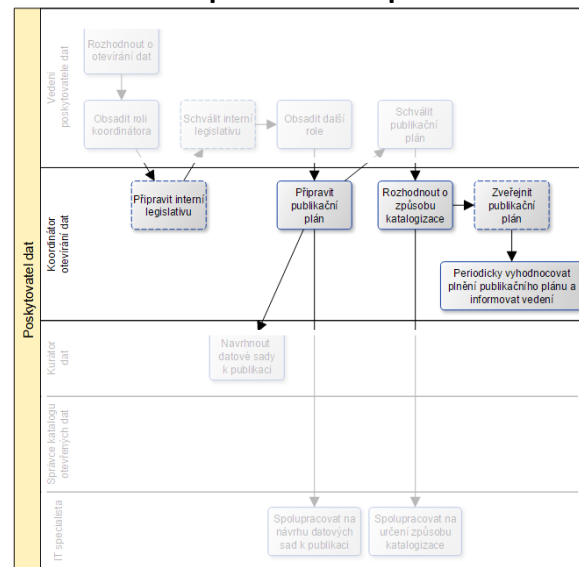 Poskytovatel dat
Vedení
poskytovatele dat
Rozhodnout o
otevírání dat
Obsadit roli
koordinátora
Schválit interní
legislativu
Obsadit další
role
Schválit
publikační
plán
Koordinátor
otevírání dat
Připravit interní
legislativu
Připravit
publikační
plán
Rozhodnout o
způsobu
katalogizace
Zveřejnit
publikační
plán
Periodicky vyhodnocovat
plnění publikačního plánu a
informovat vedení
Kurátor
dat
Navrhnout
datové sady
k publikaci
Správce katalogu
otevřených dat
IT specialista
Spolupracovat na
návrhu datových
sad k publikaci
Spolupracovat na
určení způsobu
katalogizace